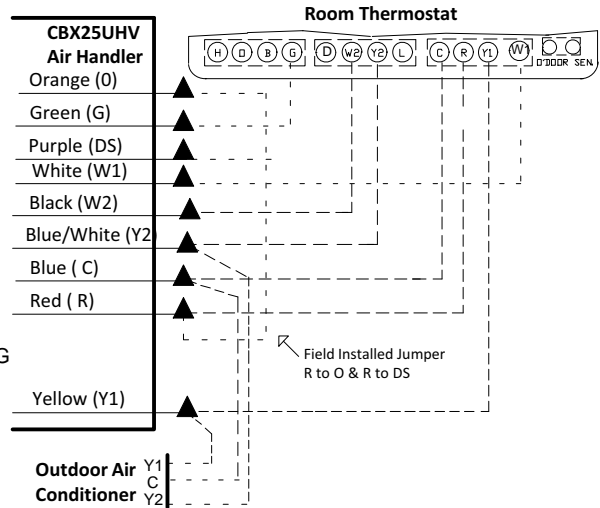 Room Thermostat
CBX25UHV
Air Handler
H O B G D W2 Y2 L C R Y1 W1
O'DOOR SEN.
Orange (0)
Green (G)
Purple (DS)
White (W1)
Black (W2)
Blue/White (Y2)
Blue ( C)
Red ( R)
G
Field Installed Jumper
R to O & R to DS
Yellow (Y1)
Outdoor Air
Conditioner
Y1
C
Y2